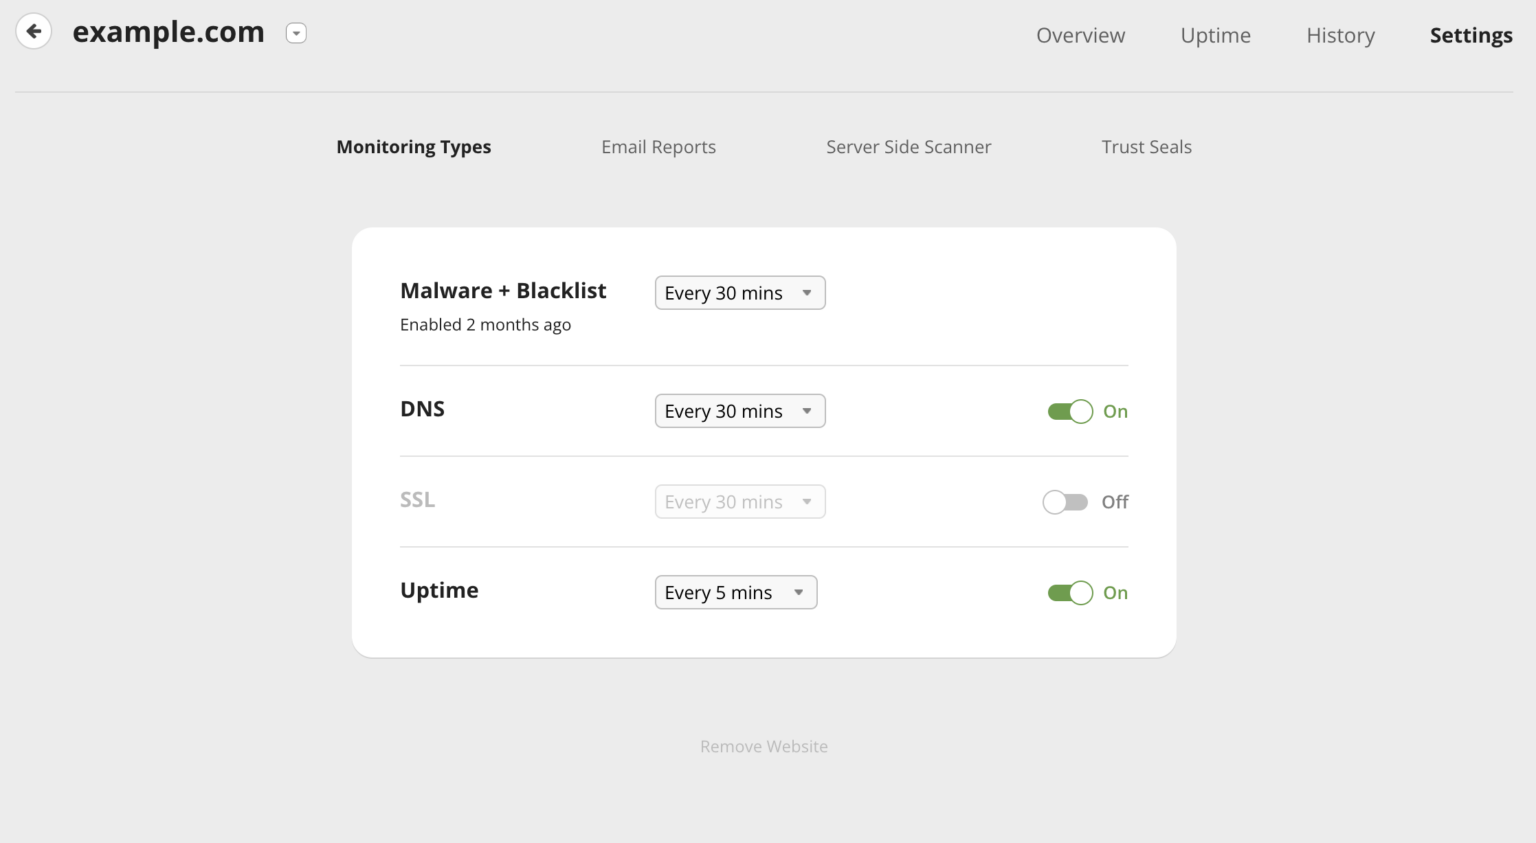 example.com
Overview Uptime History Settings
Monitoring Types Email Reports Server Side Scanner Trust Seals
Malware + Blacklist Every 30 mins
Enabled 2 months ago
DNS Every 30 mins On
SSL Every 30 mins Off
Uptime Every 5 mins On
Remove Website